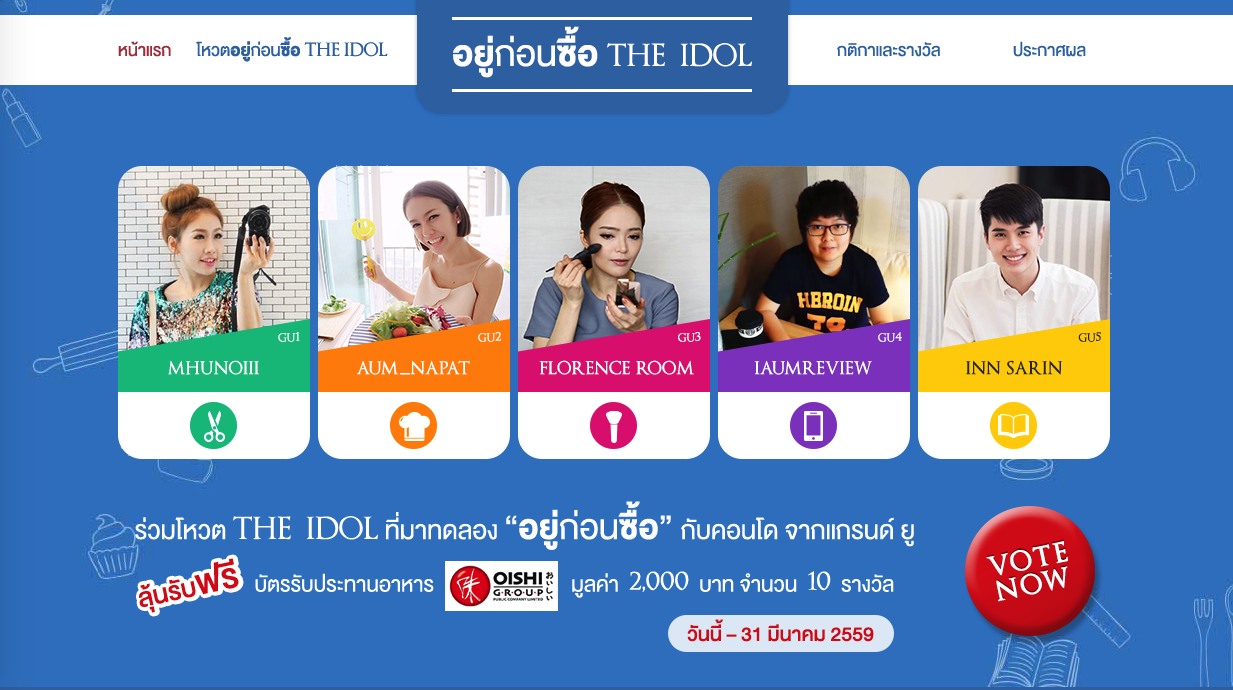 หน้าแรก
โหวตอยู่ก่อนซื้อ THE IDOL
อยู่ก่อนซื้อ THE IDOL
กติกาและรางวัล
ประกาศผล
HEROIN
GU1
MHUNOIII
GU2
AUM_NAPAT
GU3
FLORENCE ROOM
GU4
IAUMREVIEW
GU5
INN SARIN
ร่วมโหวต THE IDOL ที่มาทดลอง “อยู่ก่อนซื้อ” กับคอนโด จากแกรนด์ ยู
ลุ้นรับฟรี บัตรรับประทานอาหาร OISHI おいしい
G·R·O·U·P
PUBLIC COMPANY LIMITED
มูลค่า 2,000 บาท จำนวน 10 รางวัล
วันนี้ – 31 มีนาคม 2559
VOTE
NOW